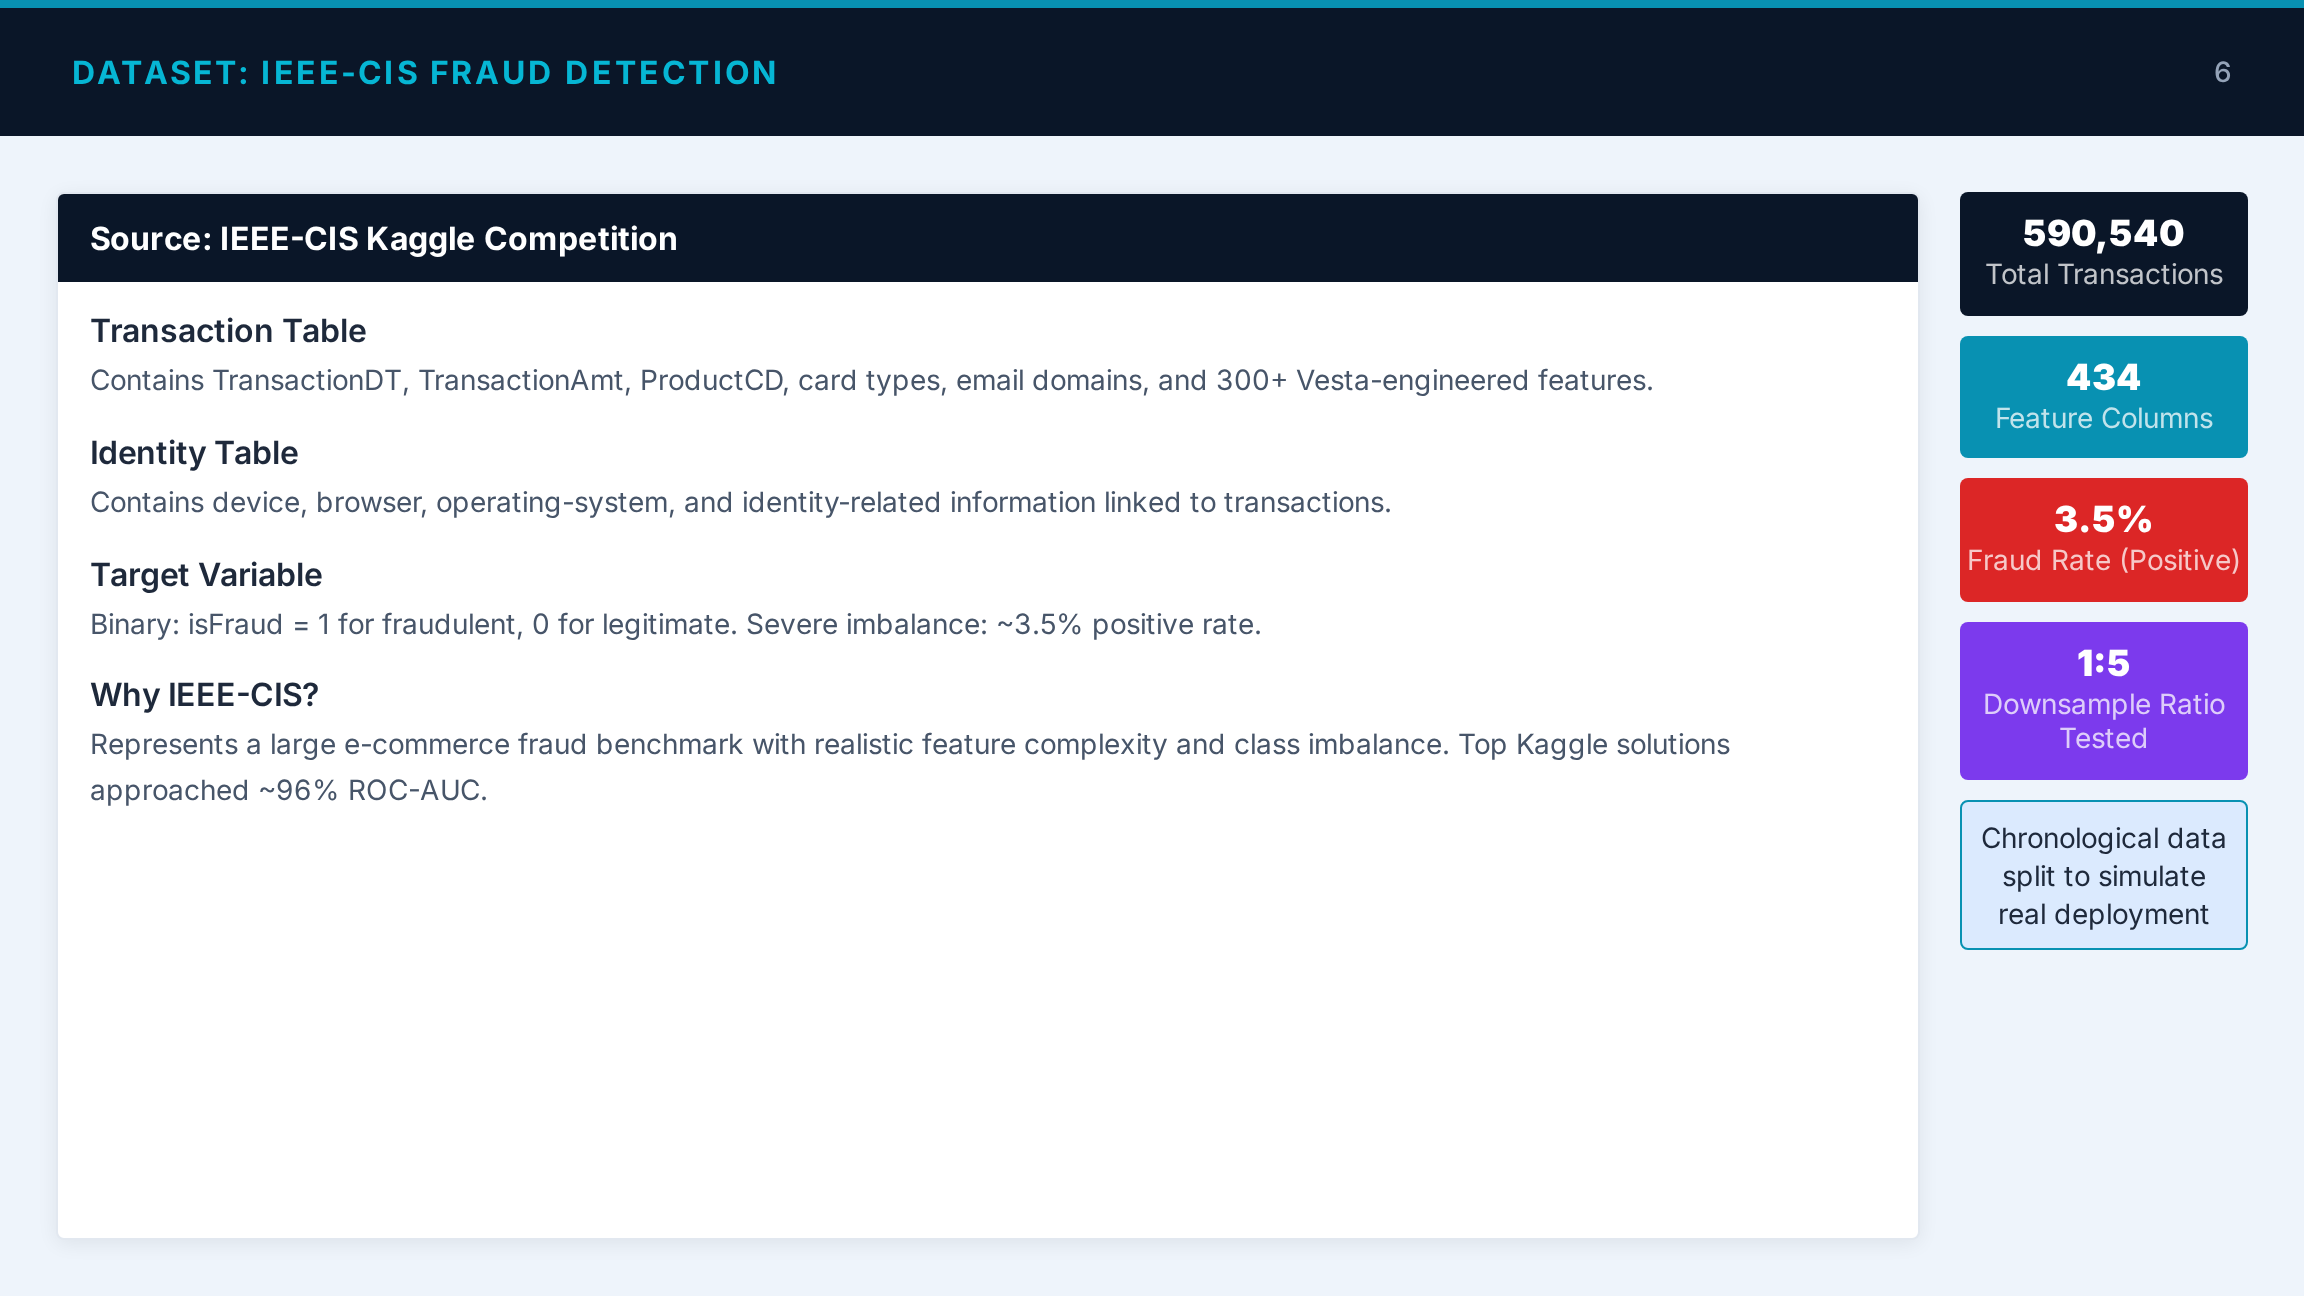 DATASET: IEEE-CIS FRAUD DETECTION
6
Source: IEEE-CIS Kaggle Competition
Transaction Table
Contains TransactionDT, TransactionAmt, ProductCD, card types, email domains, and 300+ Vesta-engineered features.
Identity Table
Contains device, browser, operating-system, and identity-related information linked to transactions.
Target Variable
Binary: isFraud = 1 for fraudulent, 0 for legitimate. Severe imbalance: ~3.5% positive rate.
Why IEEE-CIS?
Represents a large e-commerce fraud benchmark with realistic feature complexity and class imbalance. Top Kaggle solutions
approached ~96% ROC-AUC.
590,540
Total Transactions
434
Feature Columns
3.5%
Fraud Rate (Positive)
1:5
Downsample Ratio
Tested
Chronological data
split to simulate
real deployment